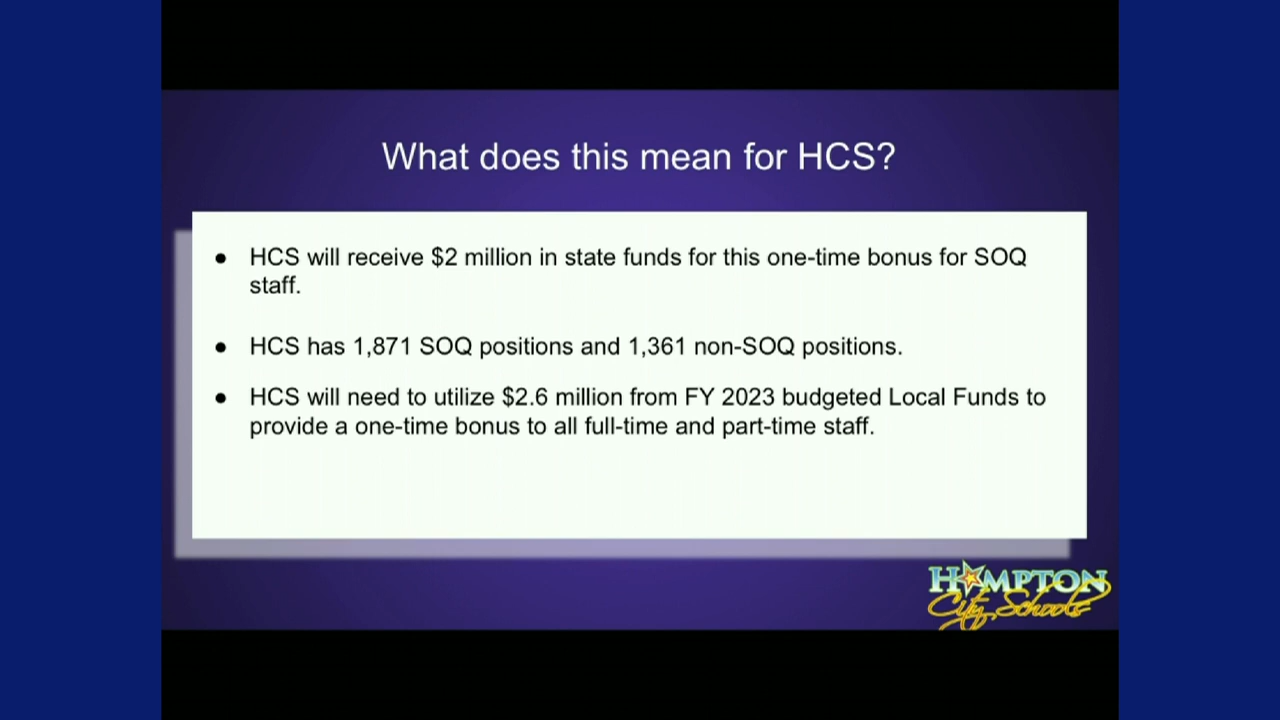 What does this mean for HCS?
● HCS will receive $2 million in state funds for this one-time bonus for SOQ
staff.
● HCS has 1,871 SOQ positions and 1,361 non-SOQ positions.
● HCS will need to utilize $2.6 million from FY 2023 budgeted Local Funds to
provide a one-time bonus to all full-time and part-time staff.
HAMPTON
City Schools